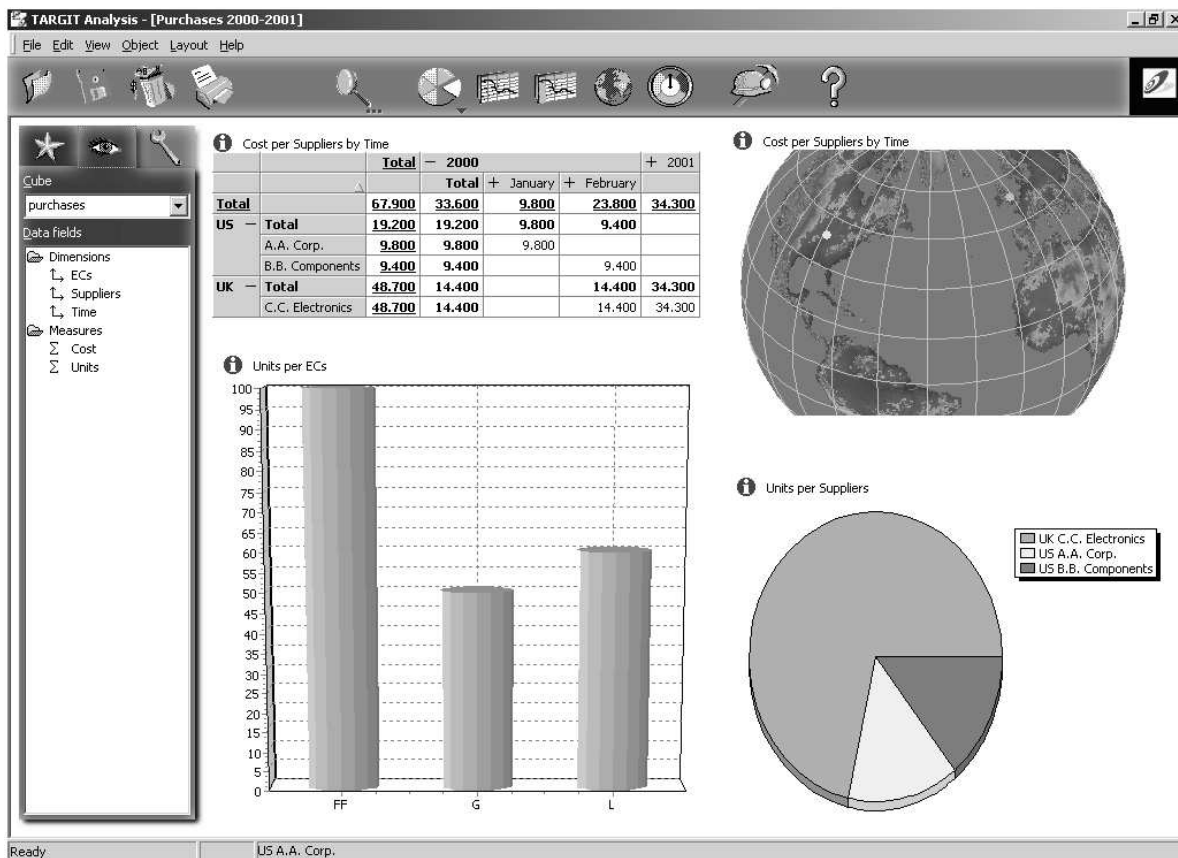 TARGIT Analysis - [Purchases 2000-2001]
File Edit View Object Layout Help
Cube
purchases
Data fields
Dimensions
ECs
Suppliers
Time
Measures
Σ Cost
Σ Units
Cost per Suppliers by Time
Total − 2000 + 2001
Total + January + February
Total 67.900 33.600 9.800 23.800 34.300
US − Total 19.200 19.200 9.800 9.400
A.A. Corp. 9.800 9.800 9.800
B.B. Components 9.400 9.400 9.400
UK − Total 48.700 14.400 14.400 34.300
C.C. Electronics 48.700 14.400 14.400 34.300
Cost per Suppliers by Time
Units per ECs
100
95
90
85
80
75
70
65
60
55
50
45
40
35
30
25
20
15
10
5
0
FF G L
Units per Suppliers
UK C.C. Electronics
US A.A. Corp.
US B.B. Components
Ready
US A.A. Corp.